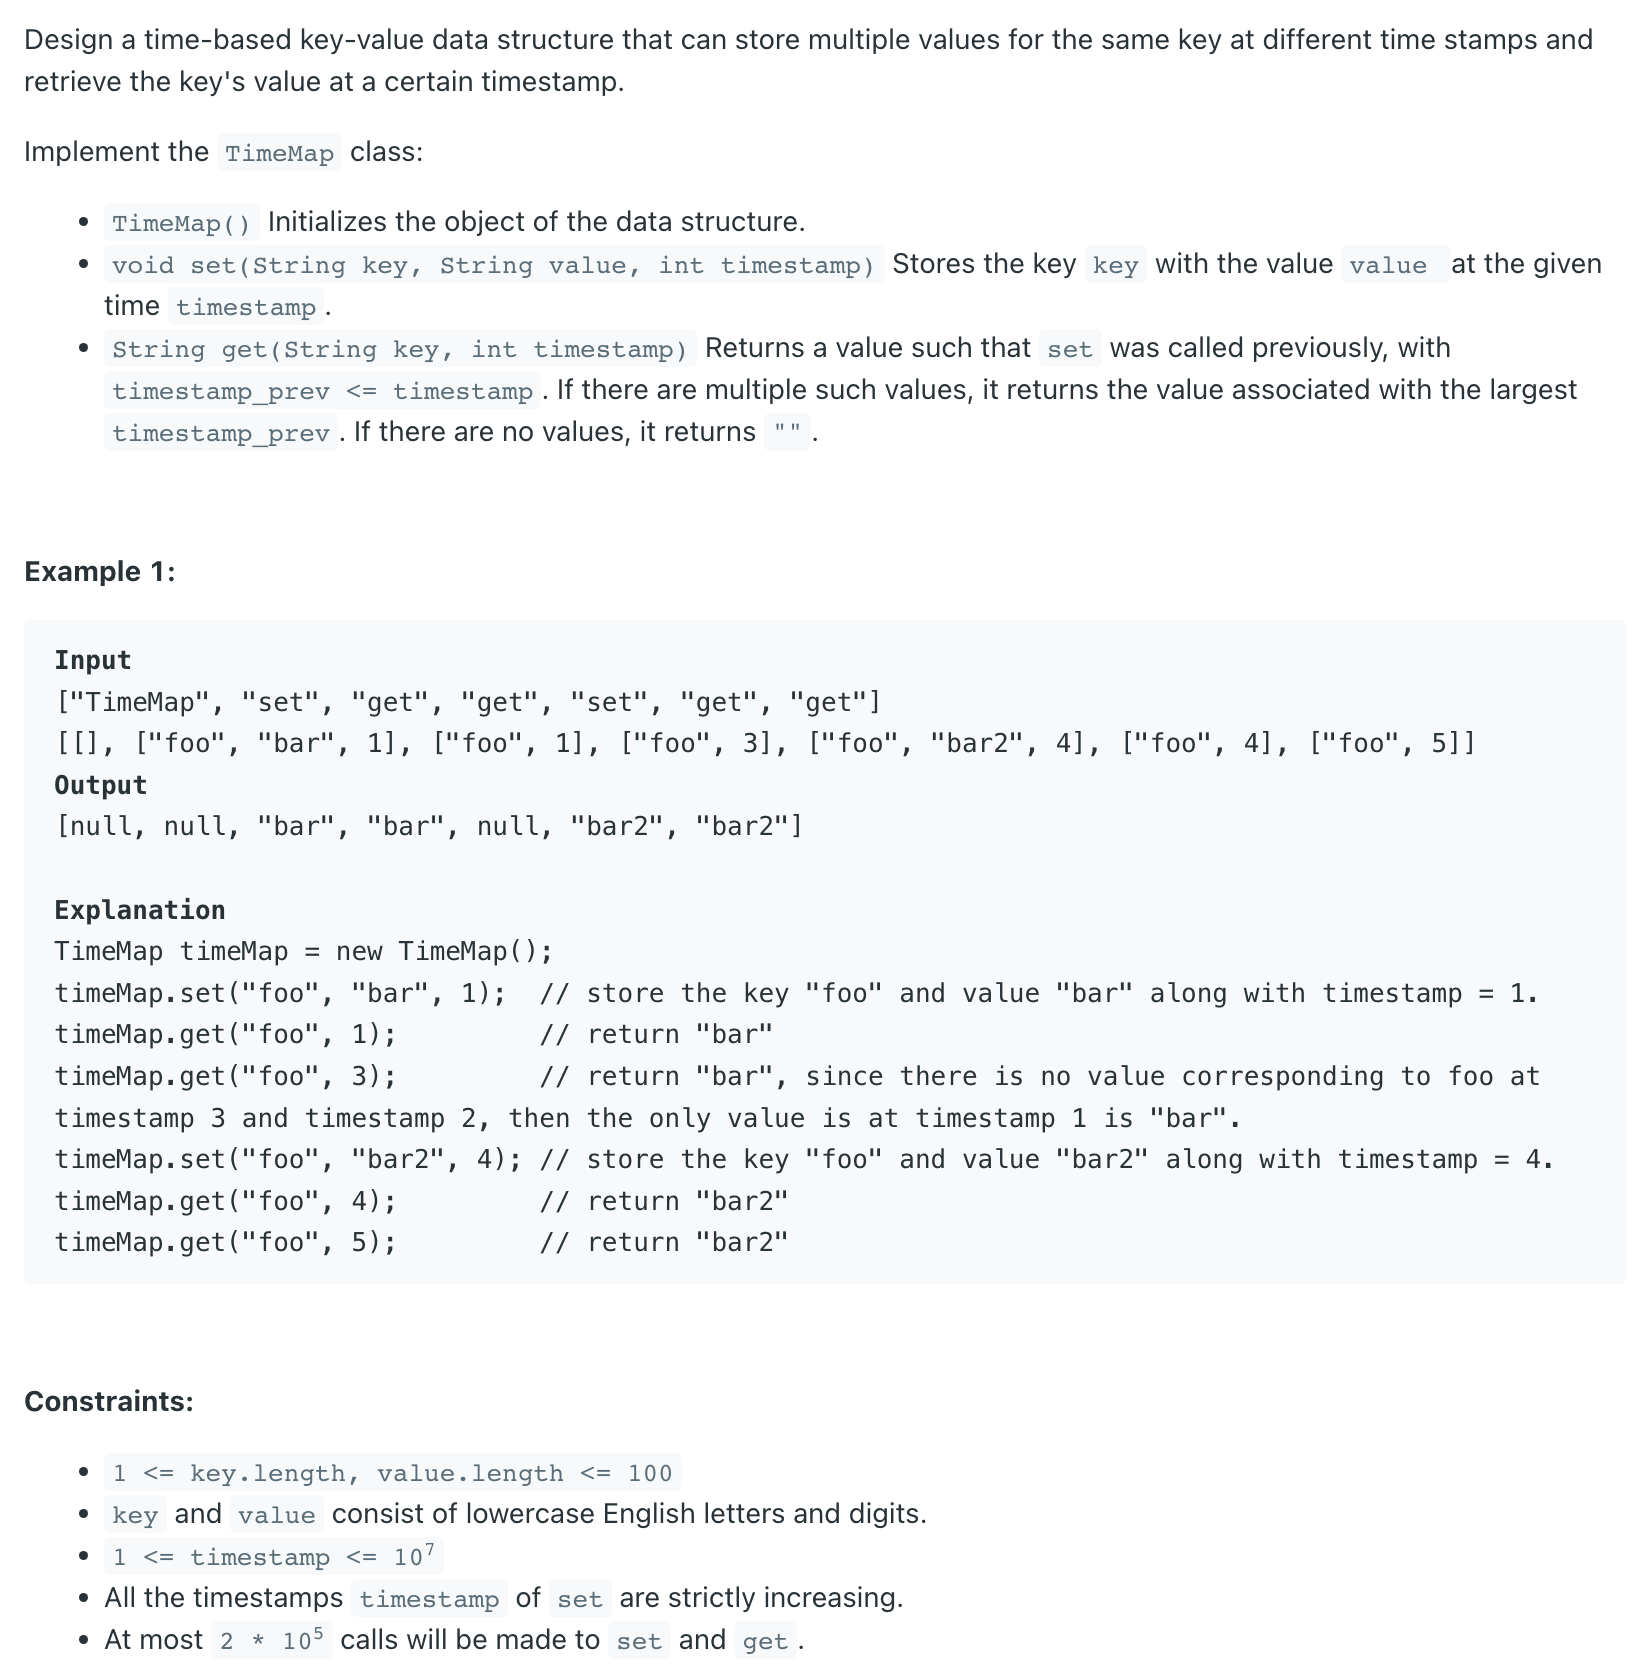 Design a time-based key-value data structure that can store multiple values for the same key at different time stamps and
retrieve the key's value at a certain timestamp.
Implement the TimeMap class:
• TimeMap() Initializes the object of the data structure.
• void set(String key, String value, int timestamp) Stores the key key with the value value at the given
time timestamp.
• String get(String key, int timestamp) Returns a value such that set was called previously, with
timestamp_prev <= timestamp. If there are multiple such values, it returns the value associated with the largest
timestamp_prev. If there are no values, it returns "".
Example 1:
Input
["TimeMap", "set", "get", "get", "set", "get", "get"]
[[], ["foo", "bar", 1], ["foo", 1], ["foo", 3], ["foo", "bar2", 4], ["foo", 4], ["foo", 5]]
Output
[null, null, "bar", "bar", null, "bar2", "bar2"]
Explanation
TimeMap timeMap = new TimeMap();
timeMap.set("foo", "bar", 1);  // store the key "foo" and value "bar" along with timestamp = 1.
timeMap.get("foo", 1);         // return "bar"
timeMap.get("foo", 3);         // return "bar", since there is no value corresponding to foo at
timestamp 3 and timestamp 2, then the only value is at timestamp 1 is "bar".
timeMap.set("foo", "bar2", 4); // store the key "foo" and value "bar2" along with timestamp = 4.
timeMap.get("foo", 4);         // return "bar2"
timeMap.get("foo", 5);         // return "bar2"
Constraints:
• 1 <= key.length, value.length <= 100
• key and value consist of lowercase English letters and digits.
• 1 <= timestamp <= 10⁷
• All the timestamps timestamp of set are strictly increasing.
• At most 2 * 10⁵ calls will be made to set and get.